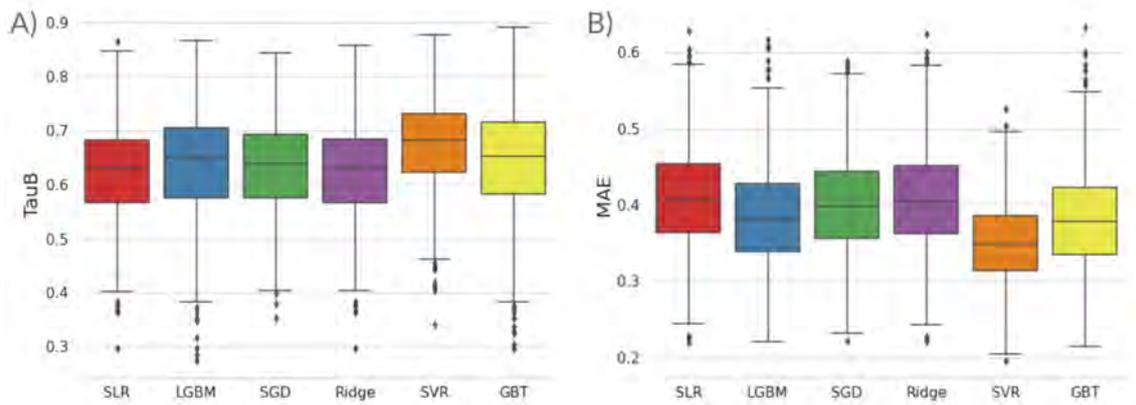 A)
TauB
0.9
0.8
0.7
0.6
0.5
0.4
0.3
SLR LGBM SGD Ridge SVR GBT
B)
MAE
0.6
0.5
0.4
0.3
0.2
SLR LGBM SGD Ridge SVR GBT